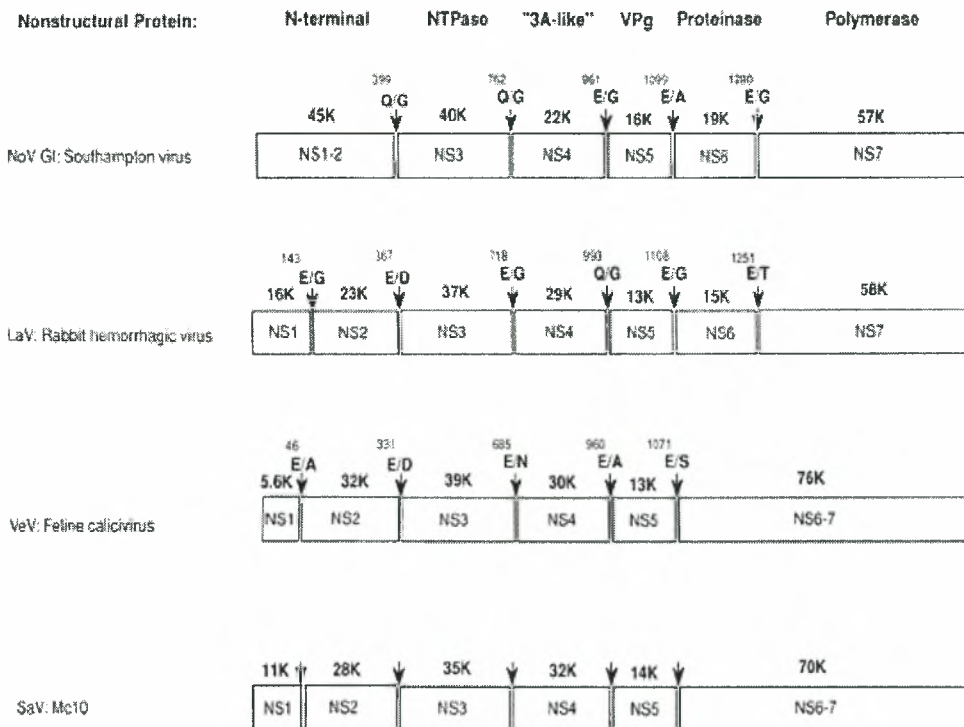 Nonstructural Protein: N-terminal NTPase "3A-like" VPg Proteinase Polymerase
399 762 961 1099 1280
Q/G Q/G E/G E/A E/G
45K 40K 22K 16K 19K 57K
NoV GI: Southampton virus NS1-2 NS3 NS4 NS5 NS6 NS7
143 367 718 993 1108 1251
E/G E/D E/G Q/G E/G E/T
16K 23K 37K 29K 13K 15K 58K
LaV: Rabbit hemorrhagic virus NS1 NS2 NS3 NS4 NS5 NS6 NS7
46 331 685 960 1071
E/A E/D E/N E/A E/S
5.6K 32K 39K 30K 13K 76K
VeV: Feline calicivirus NS1 NS2 NS3 NS4 NS5 NS6-7
11K 28K 35K 32K 14K 70K
SaV: Mc10 NS1 NS2 NS3 NS4 NS5 NS6-7